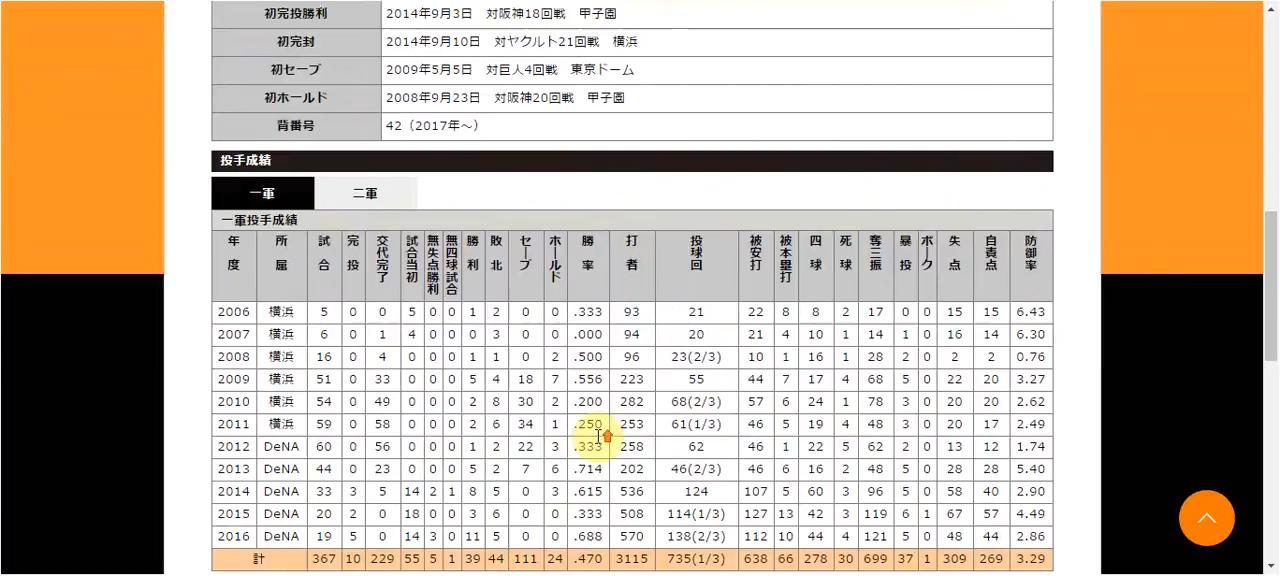 初完投勝利 2014年9月3日 対阪神18回戦 甲子園
初完封 2014年9月10日 対ヤクルト21回戦 横浜
初セーブ 2009年5月5日 対巨人4回戦 東京ドーム
初ホールド 2008年9月23日 対阪神20回戦 甲子園
背番号 42（2017年～）
投手成績
一軍 二軍
一軍投手成績
年度 所属 試合 完投 交代完了 試合当初 無失点勝利 無四球試合 勝利 敗北 セーブ ホールド 勝率 打者 投球回 被安打 被本塁打 四球 死球 奪三振 暴投 ボーク 失点 自責点 防御率
2006 横浜 5 0 0 5 0 0 1 2 0 0 .333 93 21 22 8 8 2 17 0 0 15 15 6.43
2007 横浜 6 0 1 4 0 0 0 3 0 0 .000 94 20 21 4 10 1 14 1 0 16 14 6.30
2008 横浜 16 0 4 0 0 0 1 1 0 2 .500 96 23(2/3) 10 1 16 1 28 2 0 2 2 0.76
2009 横浜 51 0 33 0 0 0 5 4 18 7 .556 223 55 44 7 17 4 68 5 0 22 20 3.27
2010 横浜 54 0 49 0 0 0 2 8 30 2 .200 282 68(2/3) 57 6 24 1 78 3 0 20 20 2.62
2011 横浜 59 0 58 0 0 0 2 6 34 1 .250 253 61(1/3) 46 5 19 4 48 3 0 20 17 2.49
2012 DeNA 60 0 56 0 0 0 1 2 22 3 .333 258 62 46 1 22 5 62 2 0 13 12 1.74
2013 DeNA 44 0 23 0 0 0 5 2 7 6 .714 202 46(2/3) 46 6 16 2 48 5 0 28 28 5.40
2014 DeNA 33 3 5 14 2 1 8 5 0 3 .615 536 124 107 5 60 3 96 5 0 58 40 2.90
2015 DeNA 20 2 0 18 0 0 3 6 0 0 .333 508 114(1/3) 127 13 42 3 119 6 1 67 57 4.49
2016 DeNA 19 5 0 14 3 0 11 5 0 0 .688 570 138(2/3) 112 10 44 4 121 5 0 48 44 2.86
計 367 10 229 55 5 1 39 44 111 24 .470 3115 735(1/3) 638 66 278 30 699 37 1 309 269 3.29